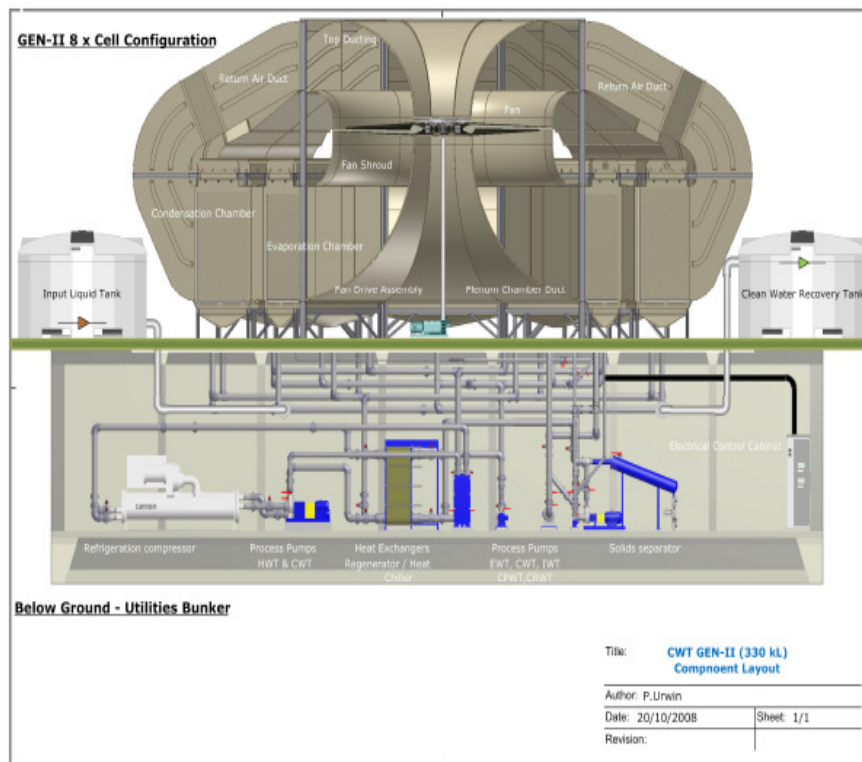 GEN-II 8 x Cell Configuration
Top Ducting
Return Air Duct
Return Air Duct
Fan
Fan Shroud
Condensation Chamber
Evaporation Chamber
Fan Drive Assembly
Plenum Chamber Duct
Input Liquid Tank
Clean Water Recovery Tank
Electrical Control Cabinet
Refrigeration compressor
Process Pumps
HWT & CWT
Heat Exchangers
Regenerator / Heat
Chiller
Process Pumps
EWT, CWT, IWT
CPWT,CRWT
Solids separator
Below Ground - Utilities Bunker
Title:
CWT GEN-II (330 kL)
Compnoent Layout
Author: P.Urwin
Date: 20/10/2008
Sheet: 1/1
Revision: